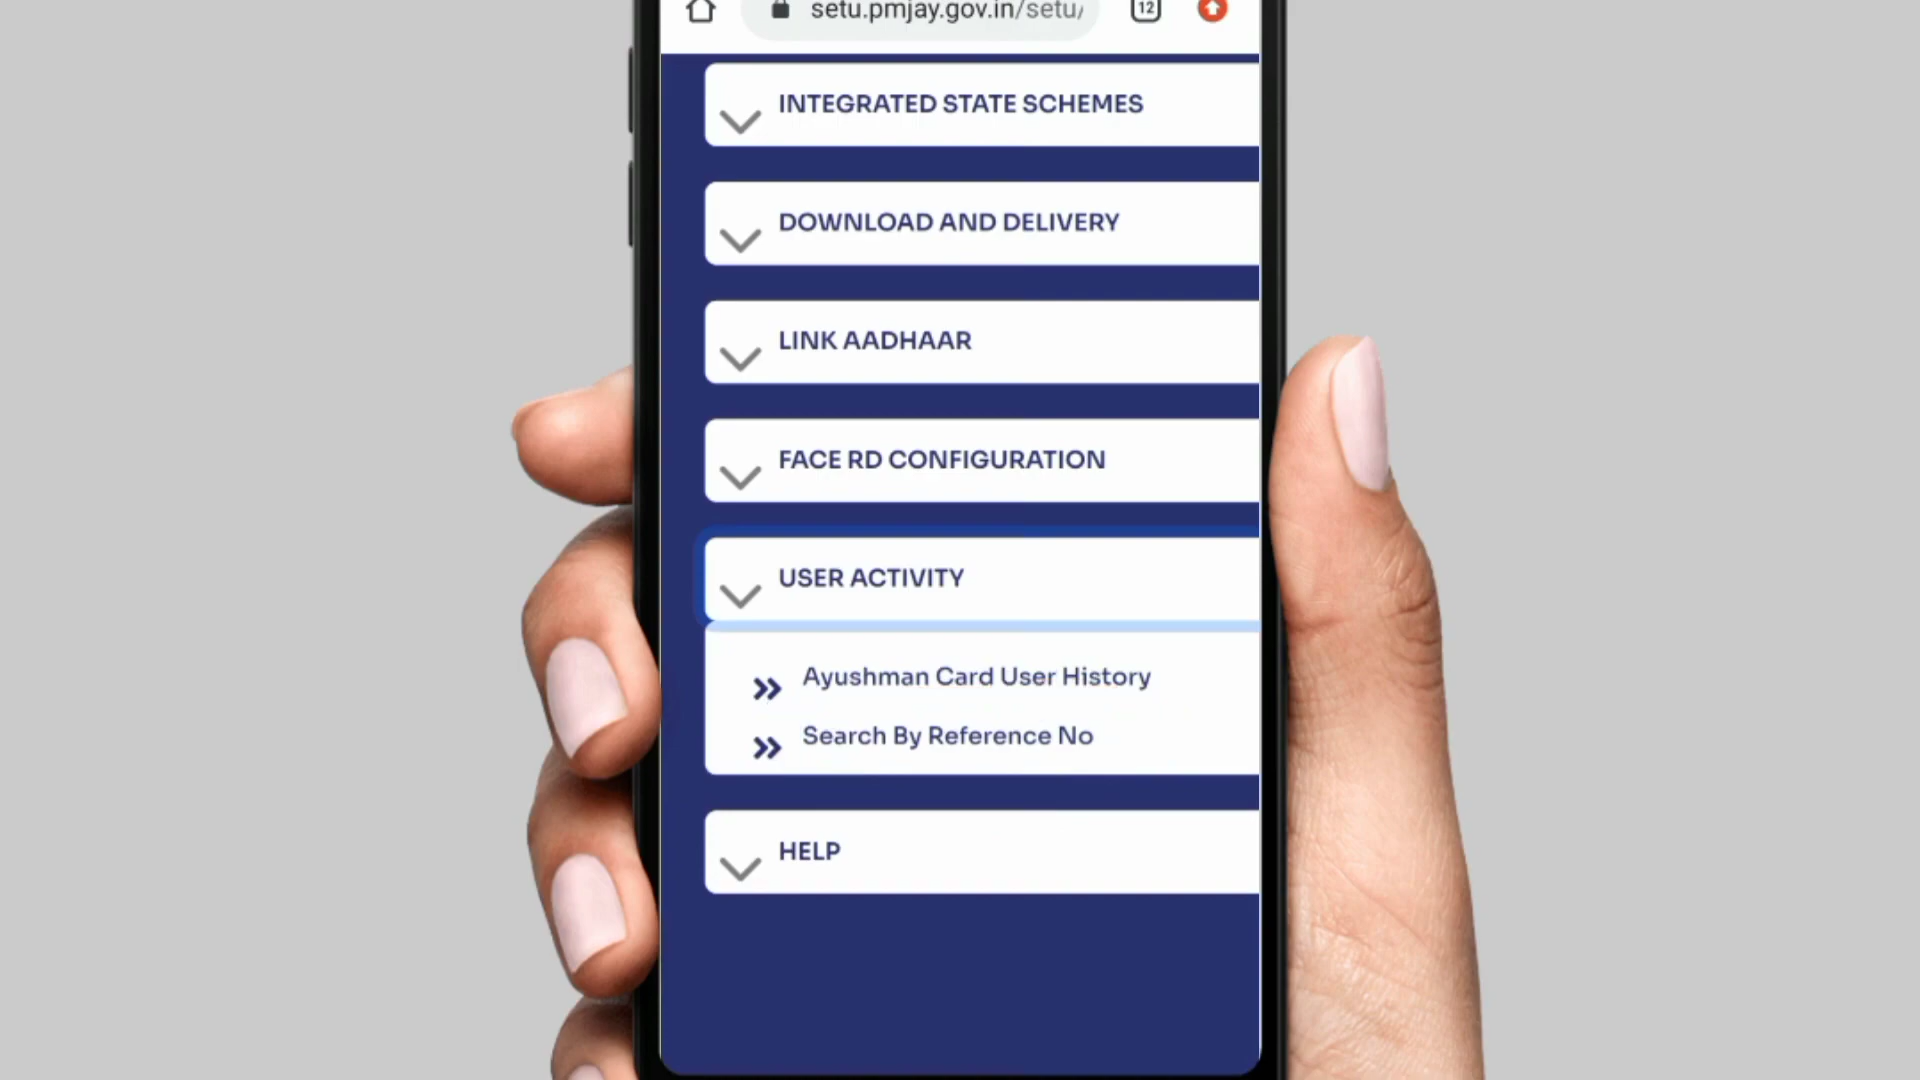 setu.pmjay.gov.in/setu/
12
INTEGRATED STATE SCHEMES
DOWNLOAD AND DELIVERY
LINK AADHAAR
FACE RD CONFIGURATION
USER ACTIVITY
Ayushman Card User History
Search By Reference No
HELP